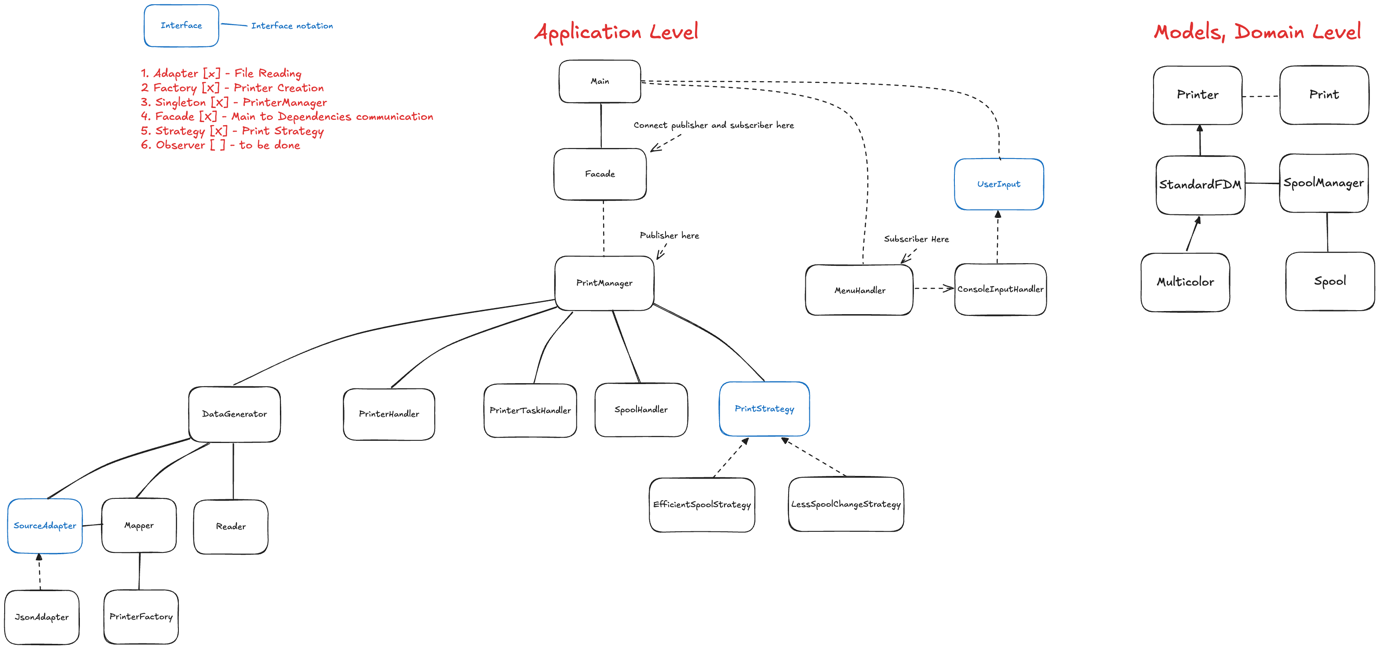 Interface
Interface notation
1. Adapter [x] - File Reading
2 Factory [X] - Printer Creation
3. Singleton [X] - PrinterManager
4. Facade [X] - Main to Dependencies communication
5. Strategy [X] - Print Strategy
6. Observer [ ] - to be done
Application Level
Main
Connect publisher and subscriber here
Facade
UserInput
Publisher here
Subscriber Here
PrintManager
MenuHandler
ConsoleInputHandler
DataGenerator
PrinterHandler
PrinterTaskHandler
SpoolHandler
PrintStrategy
EfficientSpoolStrategy
LessSpoolChangeStrategy
SourceAdapter
Mapper
Reader
JsonAdapter
PrinterFactory
Models, Domain Level
Printer
Print
StandardFDM
SpoolManager
Multicolor
Spool